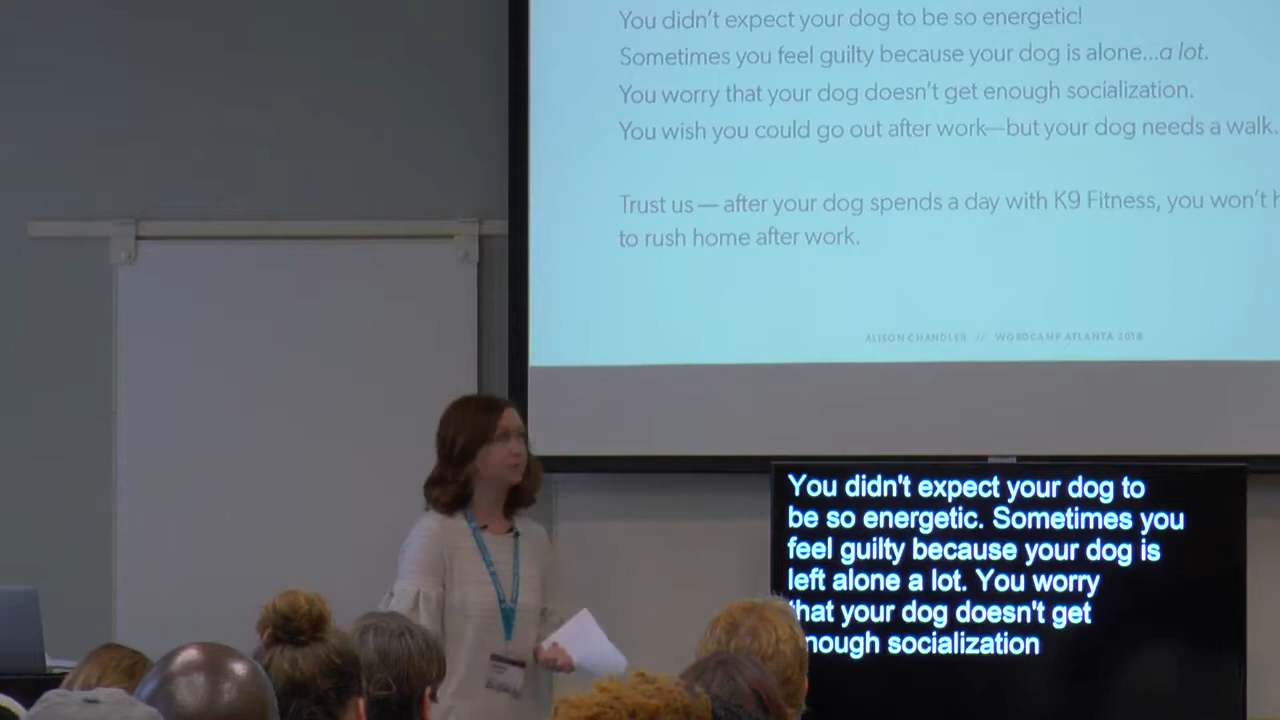 You didn't expect your dog to be so energetic!
Sometimes you feel guilty because your dog is alone...a lot.
You worry that your dog doesn't get enough socialization.
You wish you could go out after work—but your dog needs a walk.
Trust us — after your dog spends a day with K9 Fitness, you won't
to rush home after work.
ALISON CHANDLER // WORDCAMP ATLANTA 2018
You didn't expect your dog to
be so energetic. Sometimes you
feel guilty because your dog is
left alone a lot. You worry
that your dog doesn't get
enough socialization